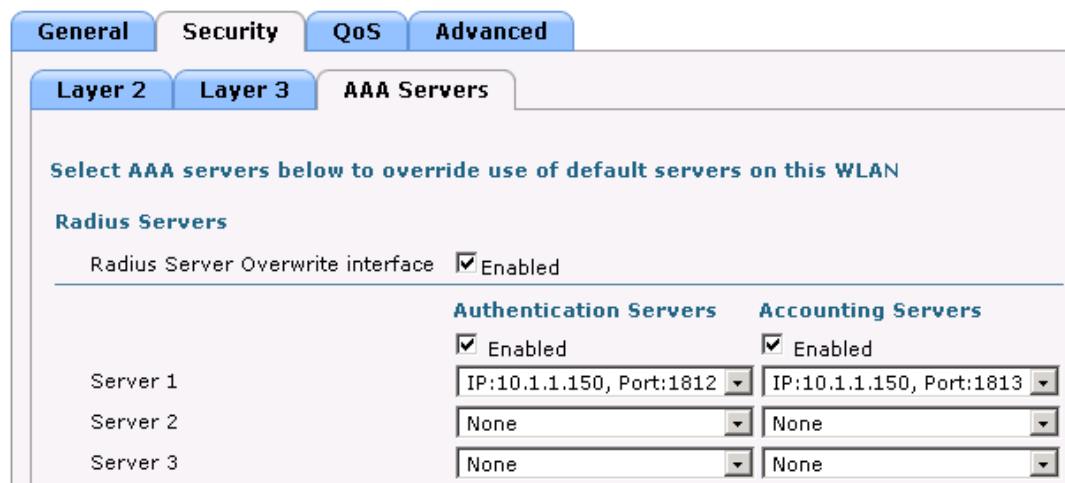 General Security QoS Advanced
Layer 2 Layer 3 AAA Servers
Select AAA servers below to override use of default servers on this WLAN
Radius Servers
Radius Server Overwrite interface Enabled
Authentication Servers Accounting Servers
Enabled Enabled
Server 1 IP:10.1.1.150, Port:1812 IP:10.1.1.150, Port:1813
Server 2 None None
Server 3 None None